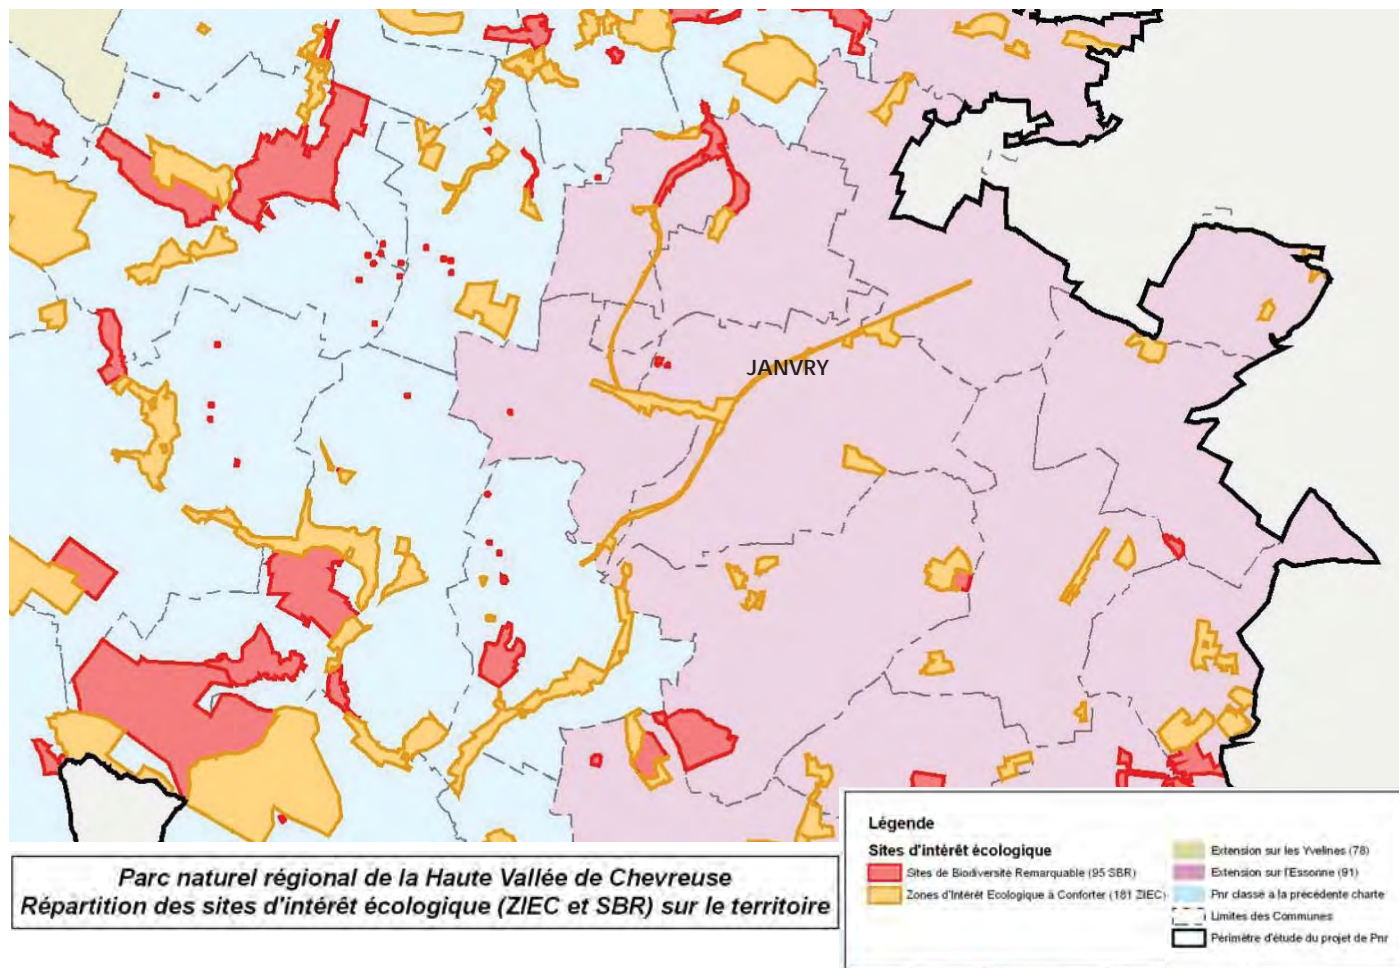 JANVRY
Parc naturel régional de la Haute Vallée de Chevreuse
Répartition des sites d'intérêt écologique (ZIEC et SBR) sur le territoire
Légende
Sites d'intérêt écologique
Sites de Biodiversité Remarquable (95 SBR)
Zones d'Intérêt Ecologique à Conforter (181 ZIEC)
Extension sur les Yvelines (78)
Extension sur l'Essonne (91)
Pnr classé à la précédente charte
Limites des Communes
Périmètre d'étude du projet de Pnr